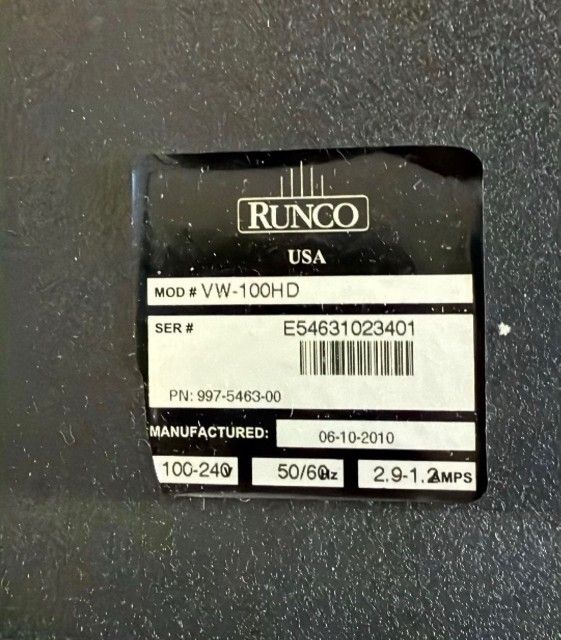 RUNCO
USA
MOD # VW-100HD
SER # E54631023401
PN: 997-5463-00
MANUFACTURED: 06-10-2010
100-240V 50/60Hz 2.9-1.2AMPS